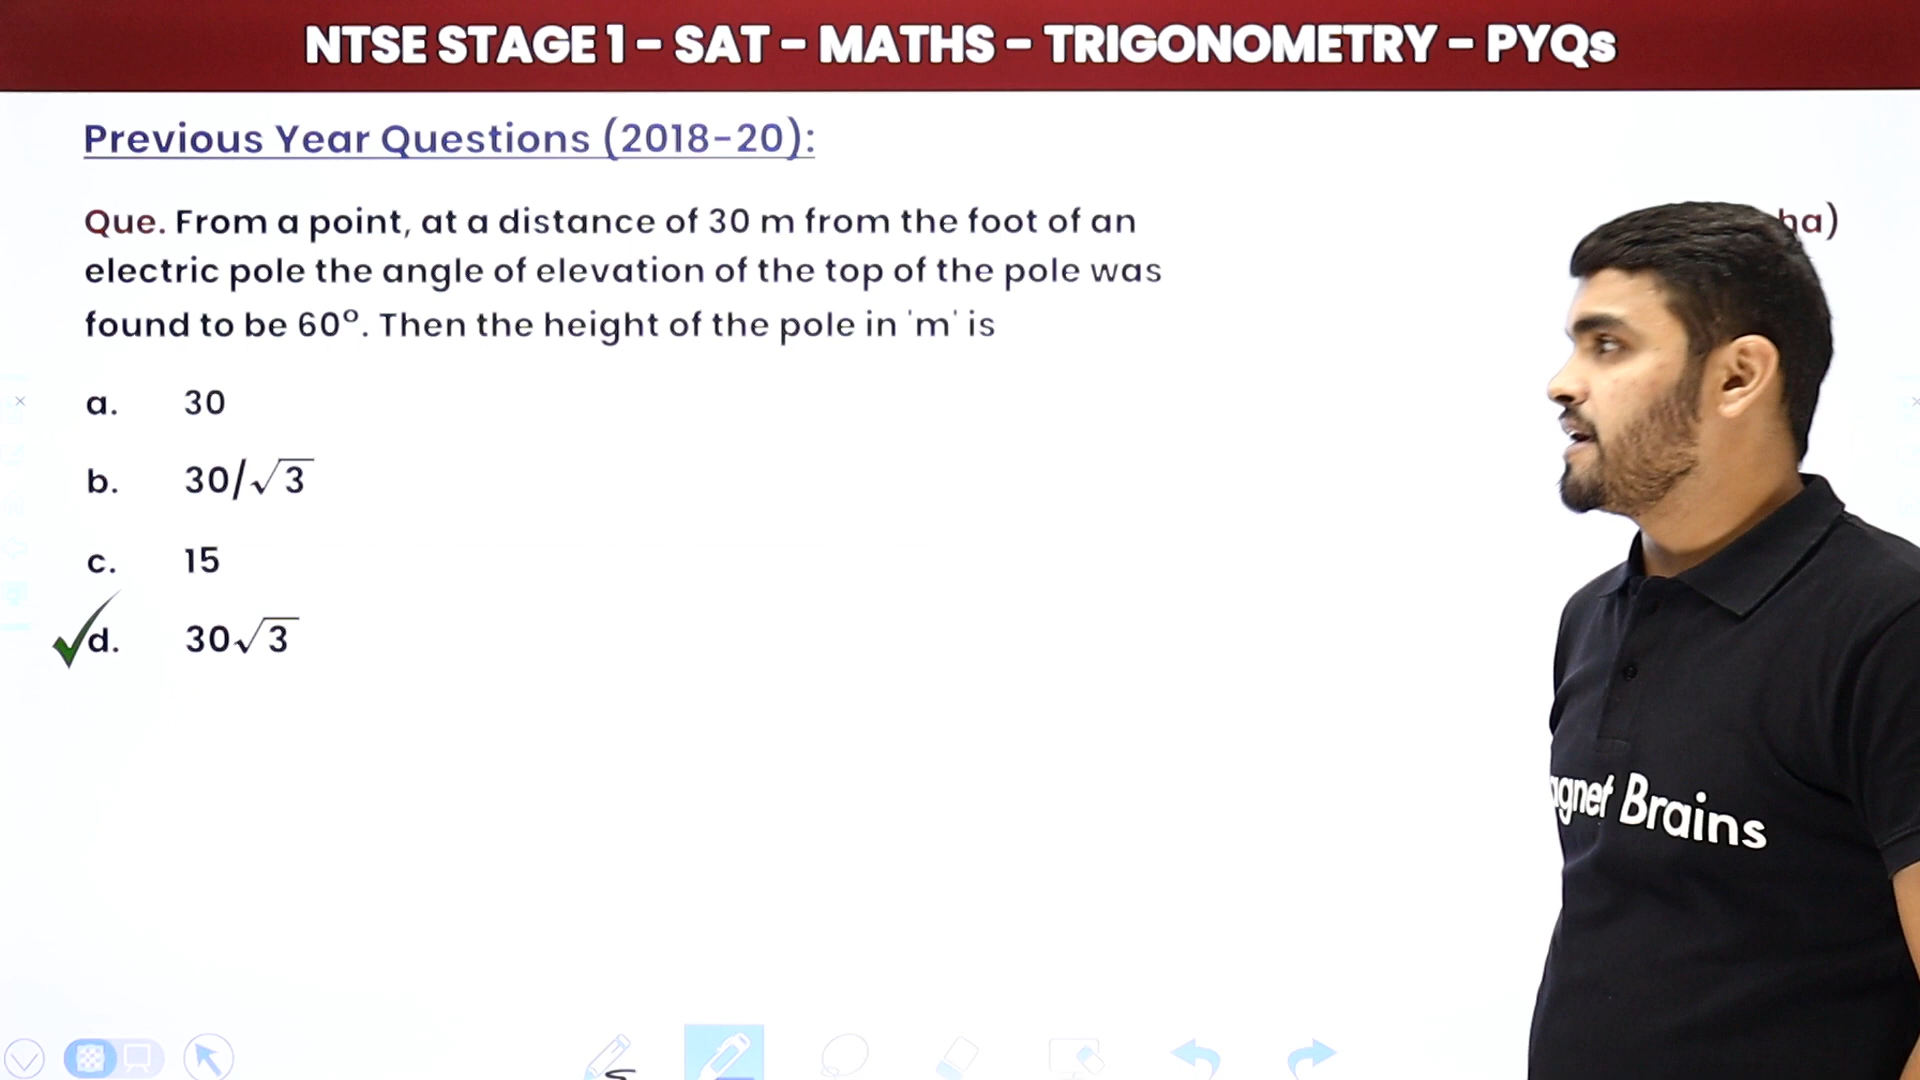 NTSE STAGE 1 – SAT – MATHS – TRIGONOMETRY – PYQs
Previous Year Questions (2018-20):
Que. From a point, at a distance of 30 m from the foot of an
electric pole the angle of elevation of the top of the pole was
found to be 60°. Then the height of the pole in 'm' is
a. 30
b. 30/√3
c. 15
d. 30√3
Brains